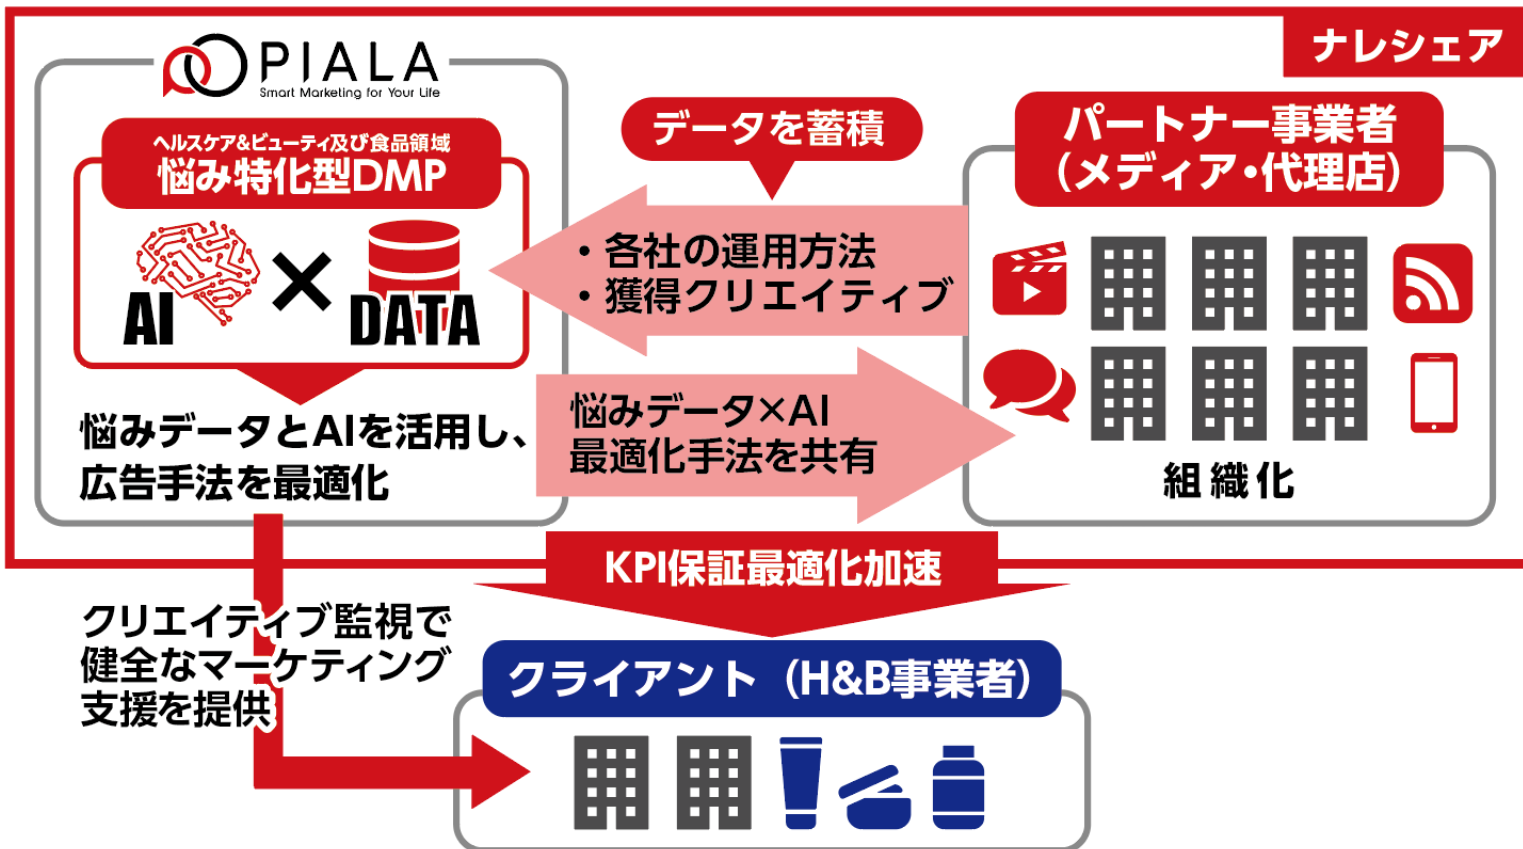 ナレシェア
PIALA
Smart Marketing for Your Life
ヘルスケア&ビューティ及び食品領域
悩み特化型DMP
AI
×
DATA
悩みデータとAIを活用し、
広告手法を最適化
データを蓄積
・各社の運用方法
・獲得クリエイティブ
悩みデータ×AI
最適化手法を共有
パートナー事業者
(メディア・代理店)
組織化
KPI保証最適化加速
クリエイティブ監視で
健全なマーケティング
支援を提供
クライアント(H&B事業者)